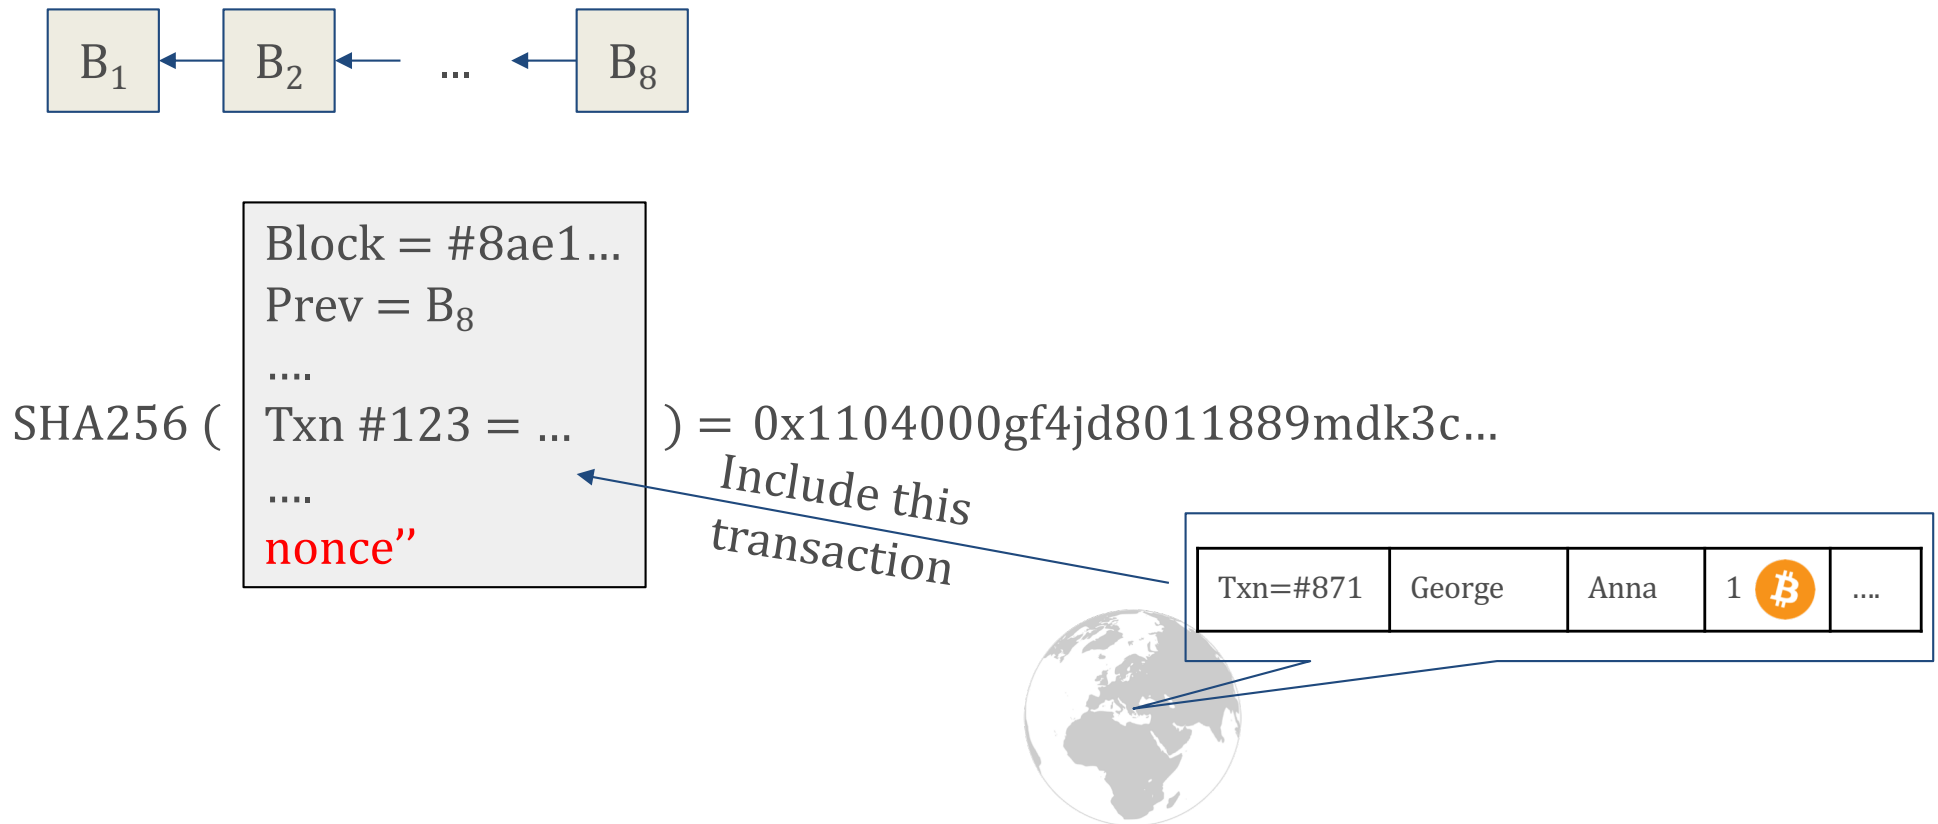 B₁ B₂ ... B₈
Block = #8ae1...
Prev = B₈
....
SHA256 ( Txn #123 = ... ) = 0x1104000gf4jd8011889mdk3c...
....
nonce’’
Include this
transaction
Txn=#871 George Anna 1 ₿ ....